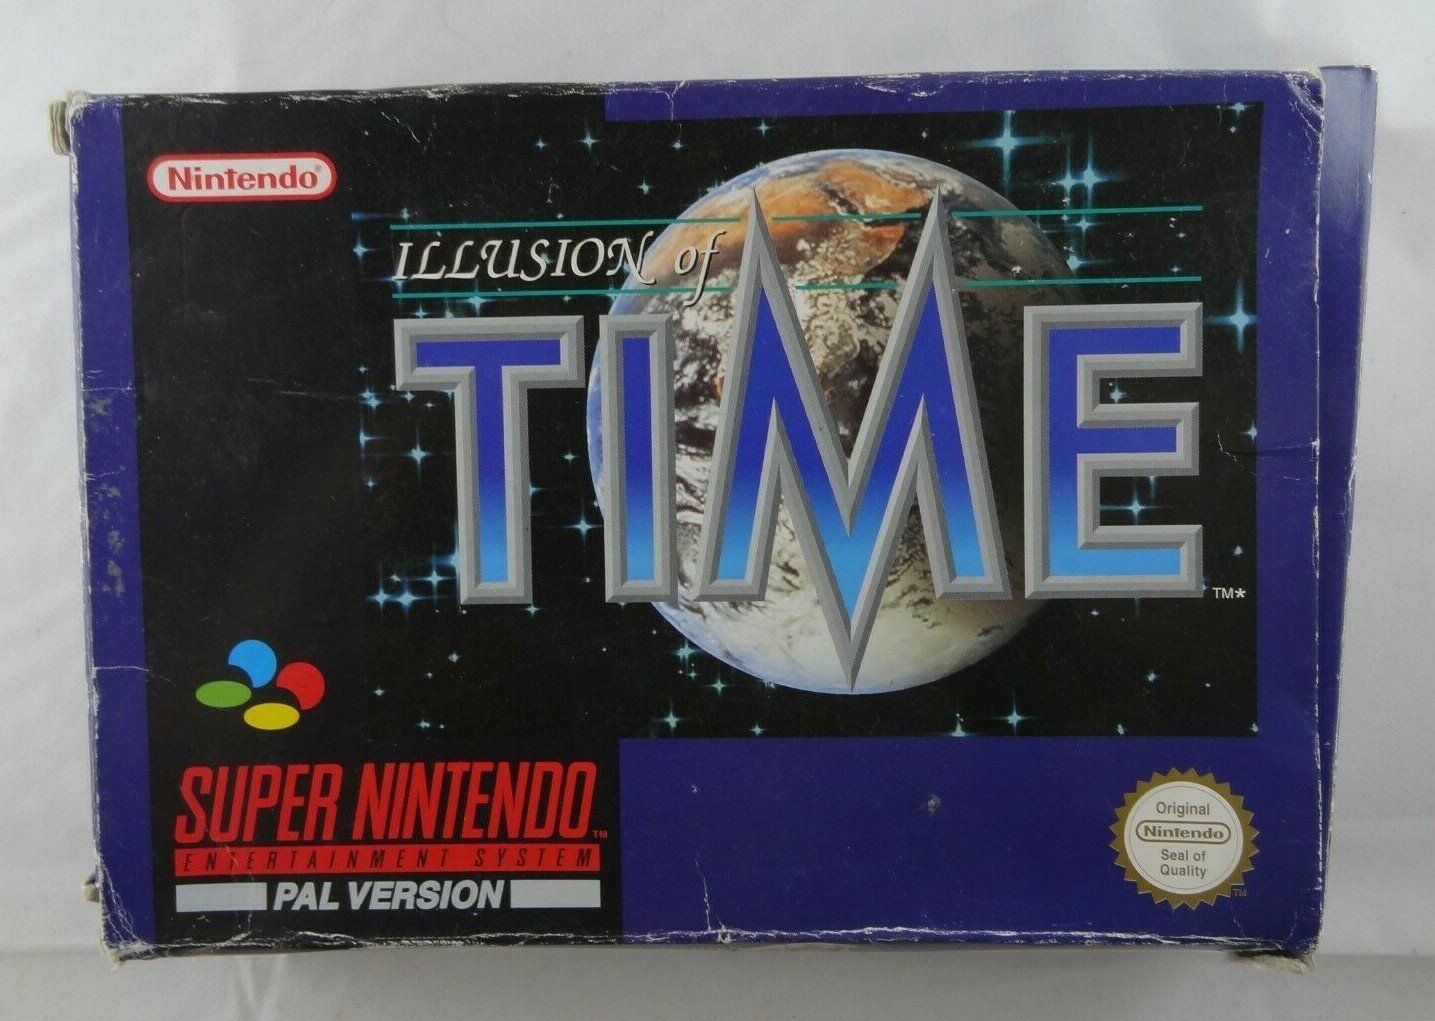 Nintendo®
ILLUSION of
TIME
TM*
SUPER NINTENDO TM
ENTERTAINMENT SYSTEM
PAL VERSION
Original
Nintendo
Seal of
Quality
TM